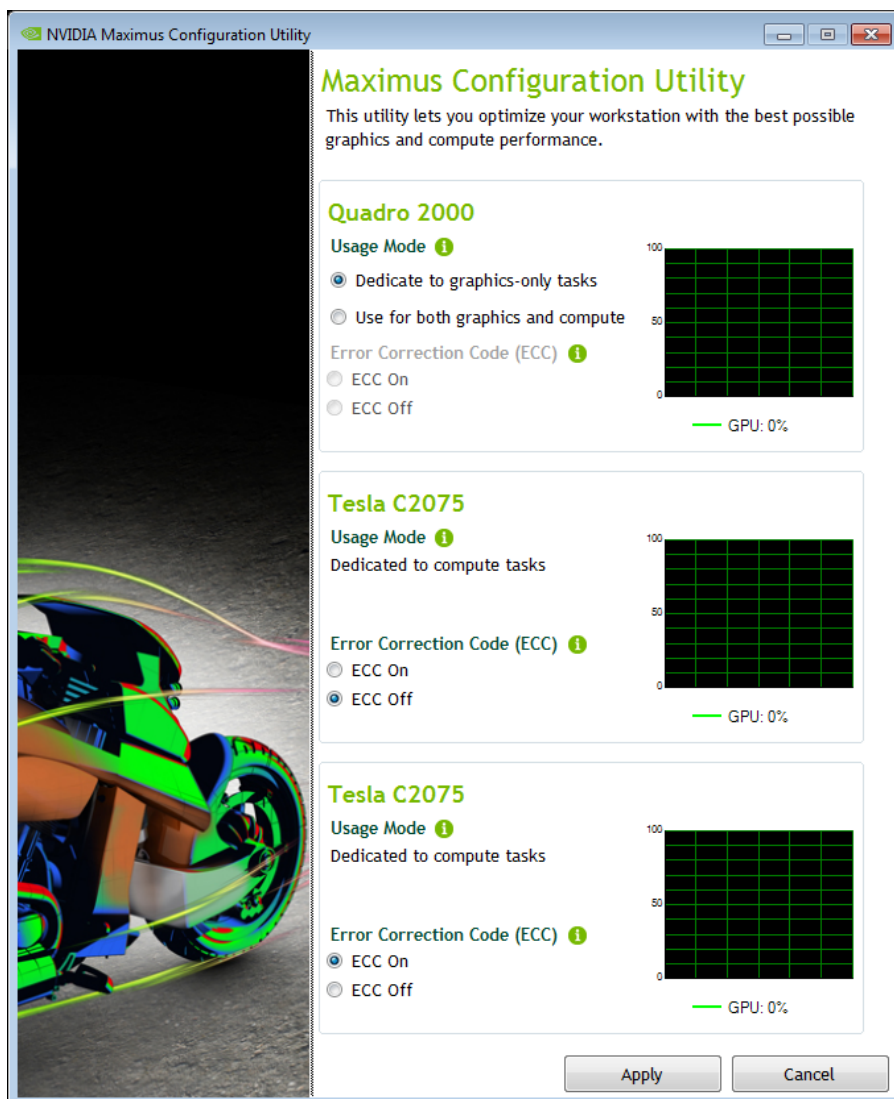 NVIDIA Maximus Configuration Utility
Maximus Configuration Utility
This utility lets you optimize your workstation with the best possible
graphics and compute performance.
Quadro 2000
Usage Mode
Dedicate to graphics-only tasks
Use for both graphics and compute
Error Correction Code (ECC)
ECC On
ECC Off
100
50
0
GPU: 0%
Tesla C2075
Usage Mode
Dedicated to compute tasks
Error Correction Code (ECC)
ECC On
ECC Off
100
50
0
GPU: 0%
Tesla C2075
Usage Mode
Dedicated to compute tasks
Error Correction Code (ECC)
ECC On
ECC Off
100
50
0
GPU: 0%
Apply
Cancel